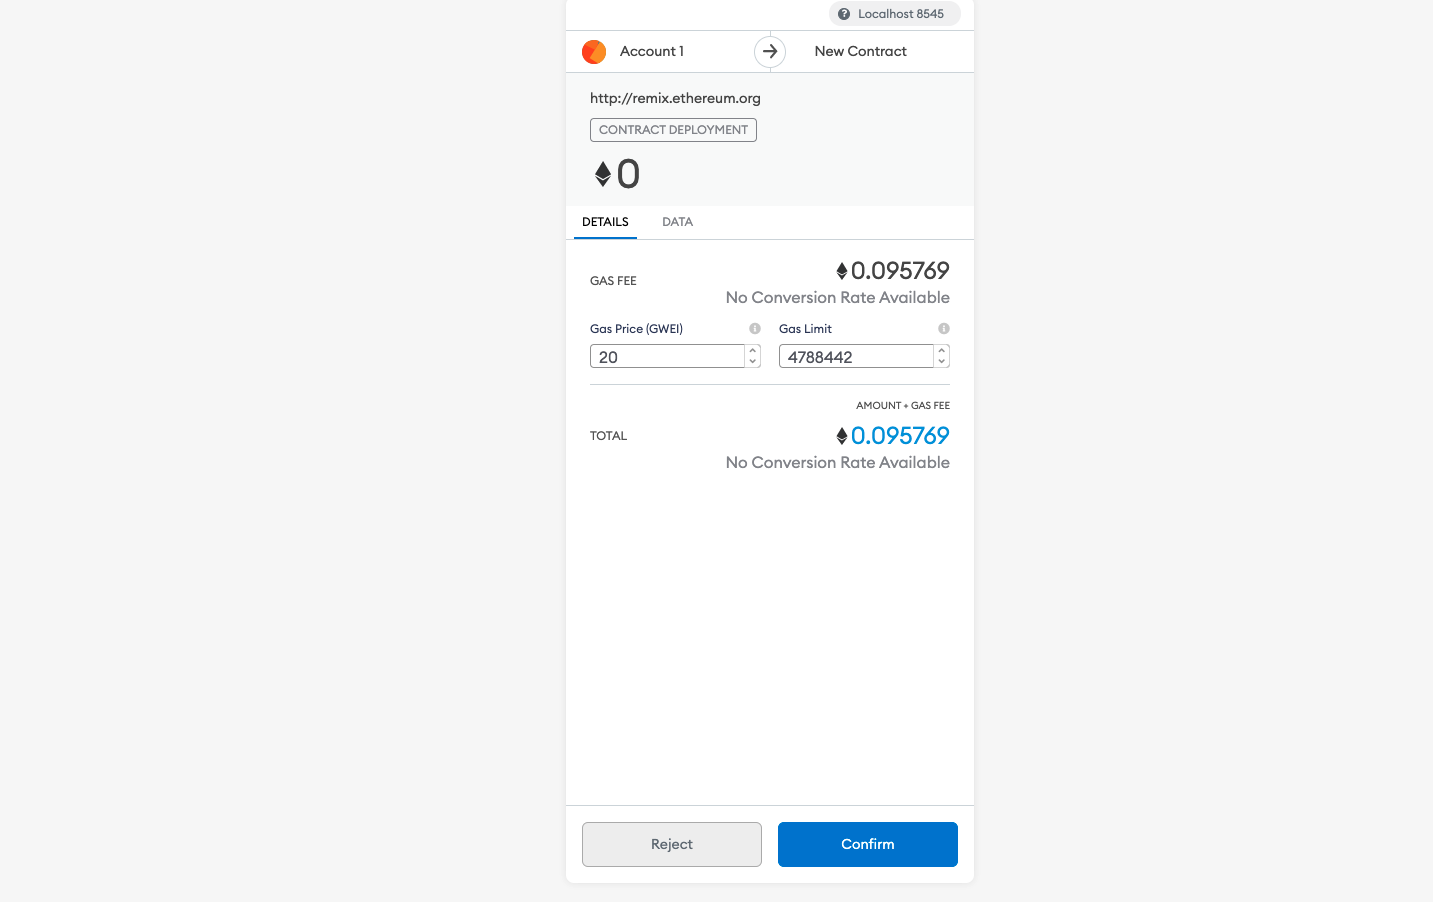 Localhost 8545
Account 1
New Contract
http://remix.ethereum.org
CONTRACT DEPLOYMENT
0
DETAILS DATA
GAS FEE
0.095769
No Conversion Rate Available
Gas Price (GWEI)
Gas Limit
20
4788442
AMOUNT + GAS FEE
TOTAL
0.095769
No Conversion Rate Available
Reject
Confirm